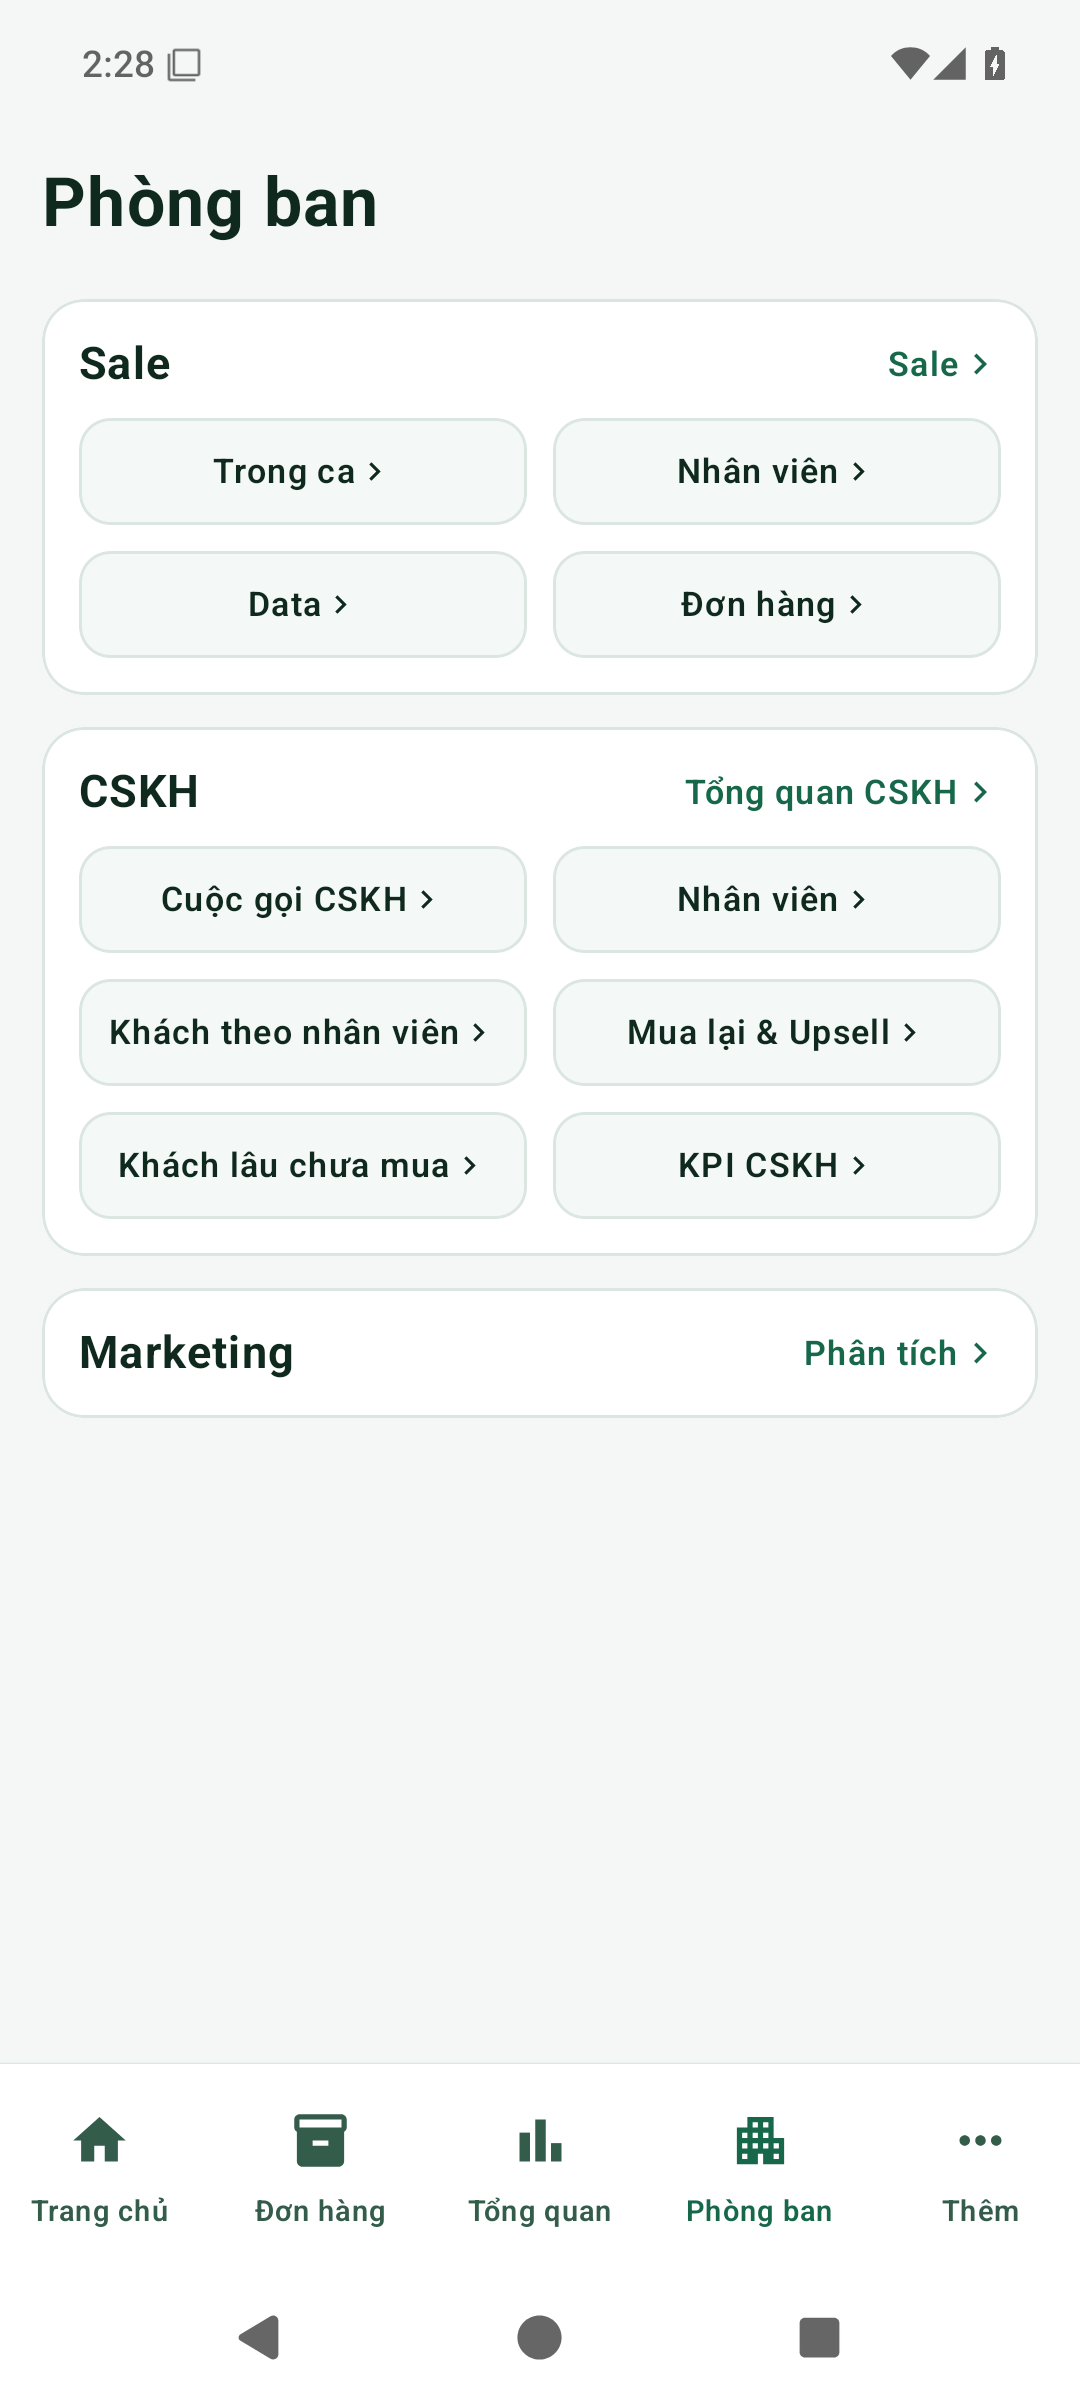 2:28
Phòng ban
Sale
Sale
Trong ca
Nhân viên
Data
Đơn hàng
CSKH
Tổng quan CSKH
Cuộc gọi CSKH
Nhân viên
Khách theo nhân viên
Mua lại & Upsell
Khách lâu chưa mua
KPI CSKH
Marketing
Phân tích
Trang chủ
Đơn hàng
Tổng quan
Phòng ban
Thêm